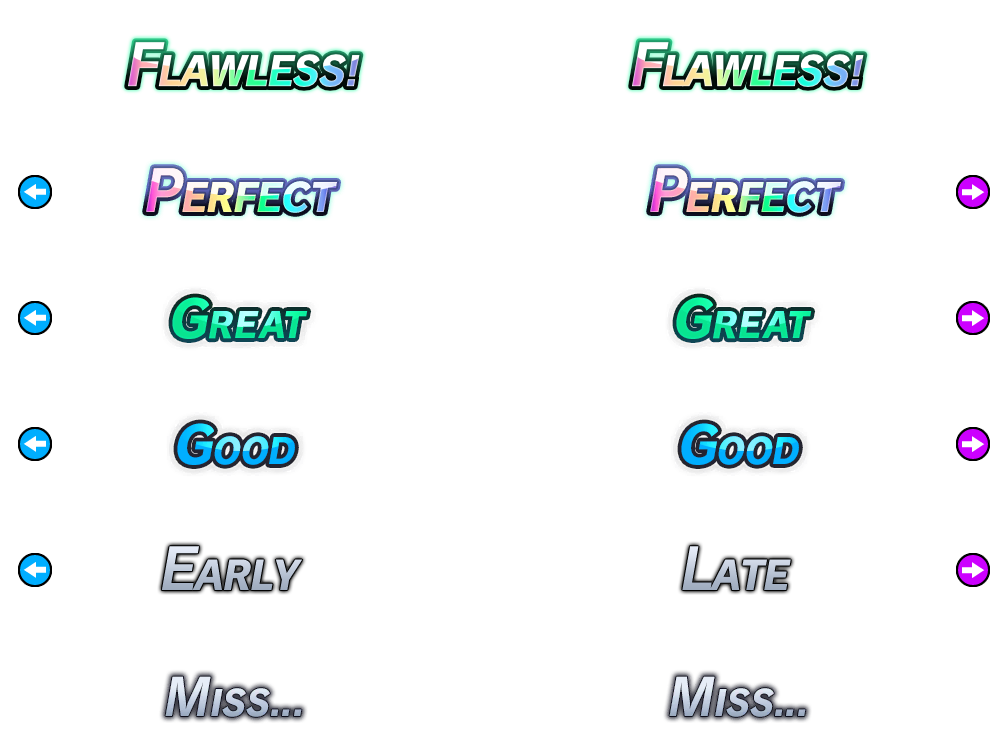 FLAWLESS! FLAWLESS!
PERFECT PERFECT
GREAT GREAT
GOOD GOOD
EARLY LATE
MISS... MISS...